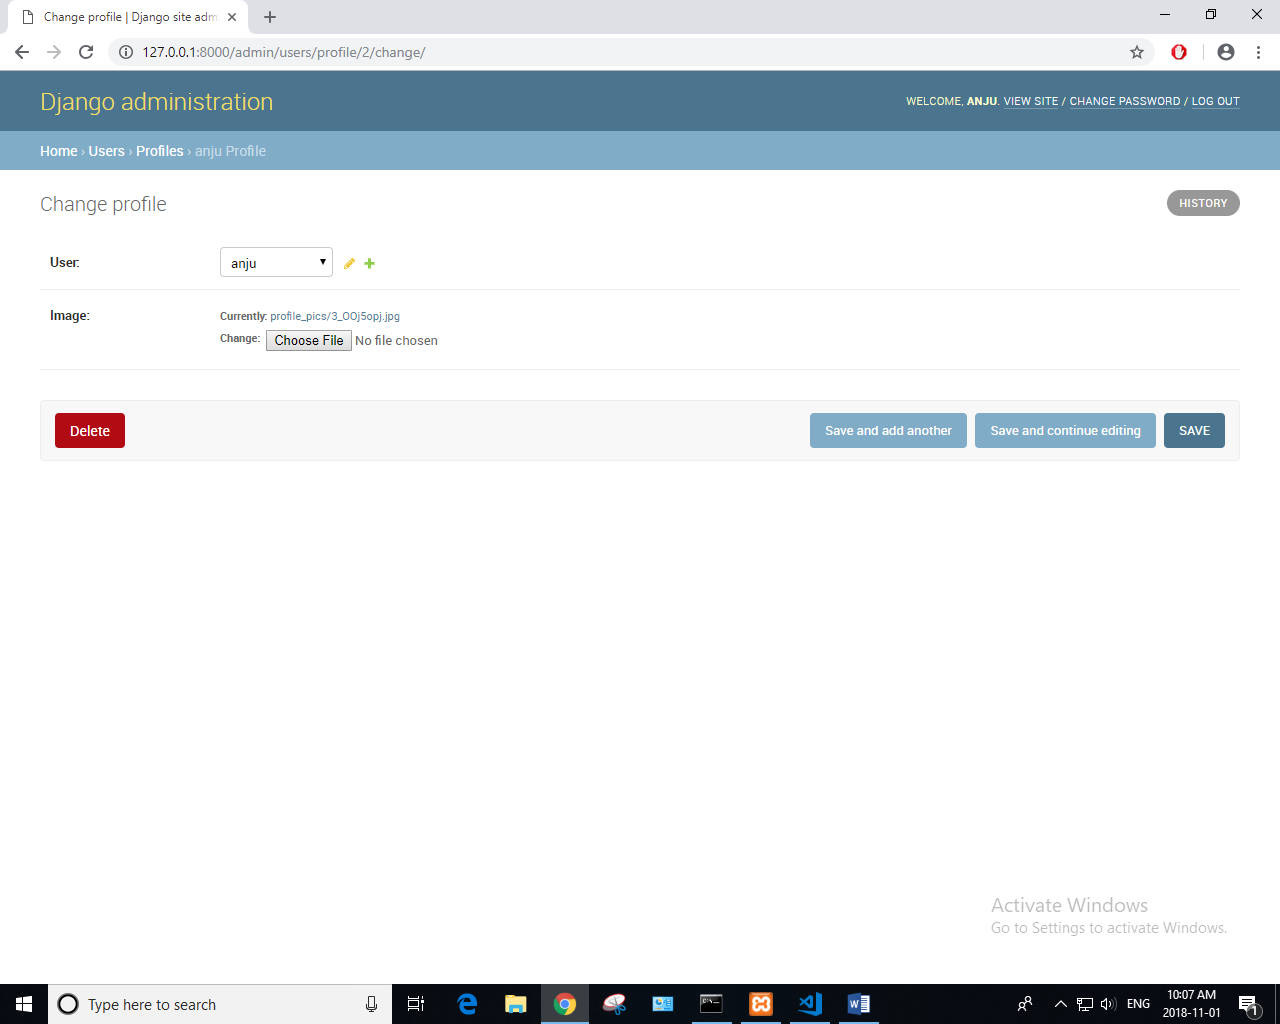 Change profile | Django site adm
127.0.0.1:8000/admin/users/profile/2/change/
Django administration
WELCOME, ANJU. VIEW SITE / CHANGE PASSWORD / LOG OUT
Home › Users › Profiles › anju Profile
Change profile
HISTORY
User:
anju
Image:
Currently: profile_pics/3_OOj5opj.jpg
Change: Choose File No file chosen
Delete
Save and add another
Save and continue editing
SAVE
Activate Windows
Go to Settings to activate Windows.
Type here to search
ENG
10:07 AM
2018-11-01
1